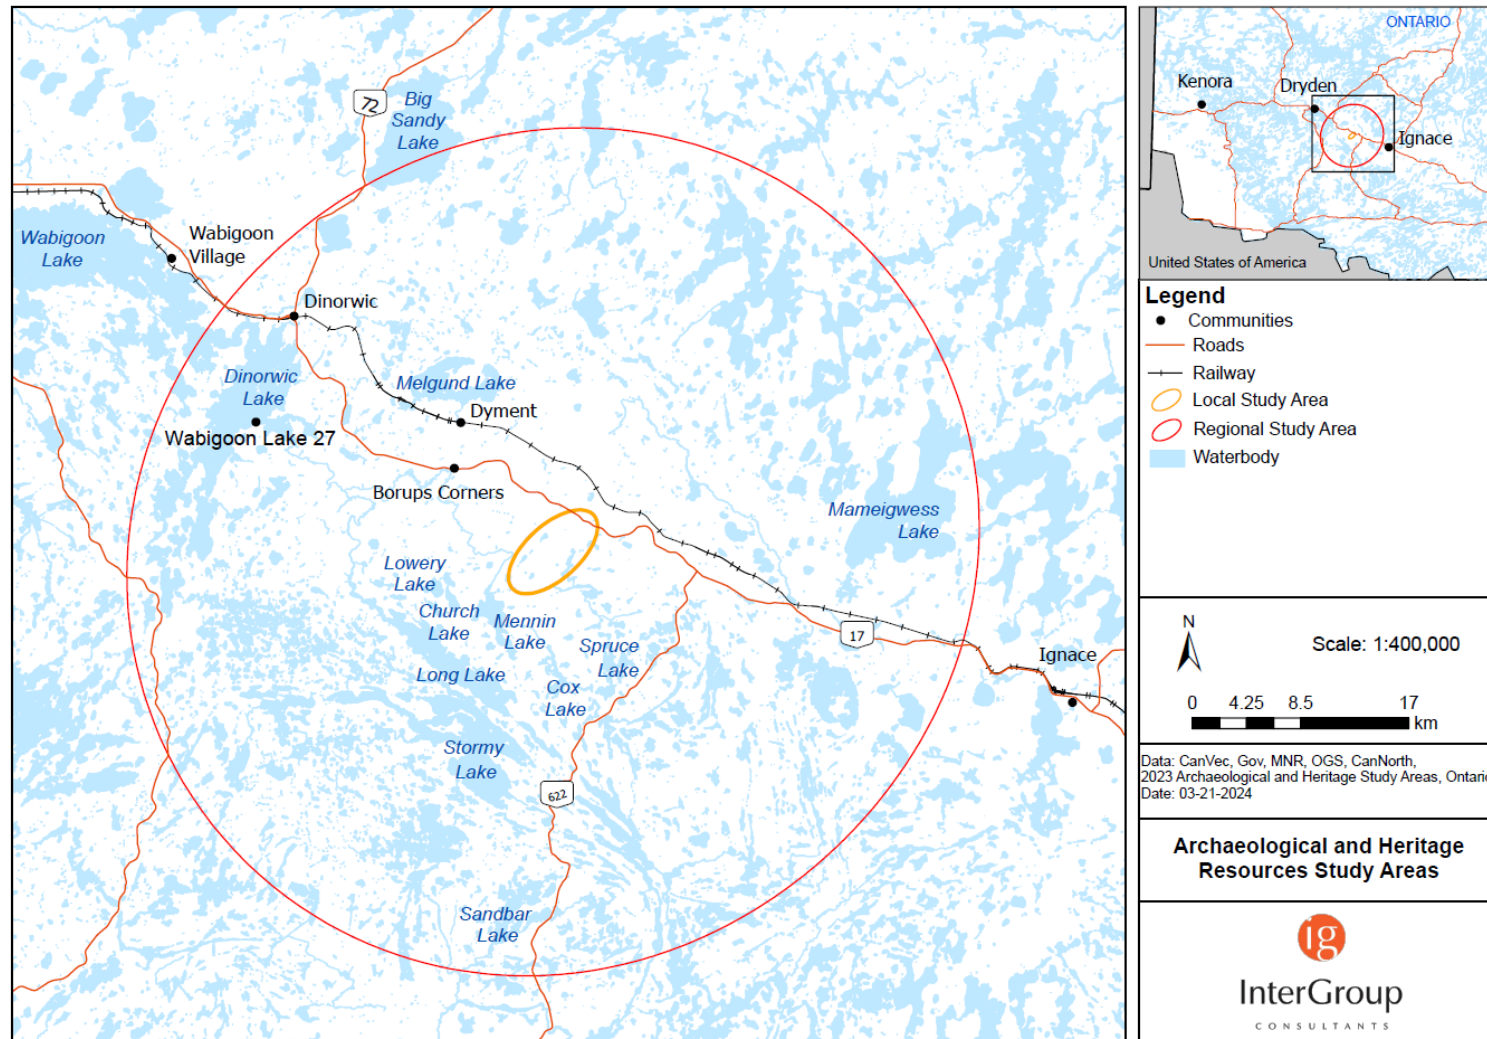 72
Big
Sandy
Lake
Wabigoon
Lake
Wabigoon
Village
Dinorwic
Dinorwic
Lake
Melgund Lake
Dyment
Wabigoon Lake 27
Borups Corners
Mameigwess
Lake
Lowery
Lake
Church
Lake
Mennin
Lake
Spruce
Lake
17
Ignace
Long Lake
Cox
Lake
Stormy
Lake
622
Sandbar
Lake
ONTARIO
Kenora
Dryden
Ignace
United States of America
Legend
Communities
Roads
Railway
Local Study Area
Regional Study Area
Waterbody
N
Scale: 1:400,000
0 4.25 8.5 17
km
Data: CanVec, Gov, MNR, OGS, CanNorth,
2023 Archaeological and Heritage Study Areas, Ontario
Date: 03-21-2024
Archaeological and Heritage
Resources Study Areas
ig
InterGroup
CONSULTANTS